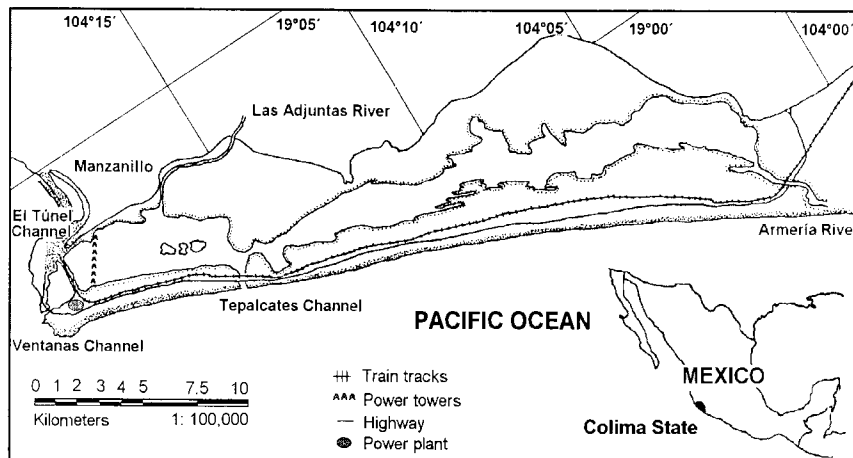 104°15´
19°05´
104°10´
104°05´
19°00´
104°00´
Las Adjuntas River
Manzanillo
El Túnel
Channel
Armería River
Tepalcates Channel
Ventanas Channel
PACIFIC OCEAN
MEXICO
Colima State
0 1 2 3 4 5 7.5 10
Kilometers 1: 100,000
Train tracks
Power towers
Highway
Power plant